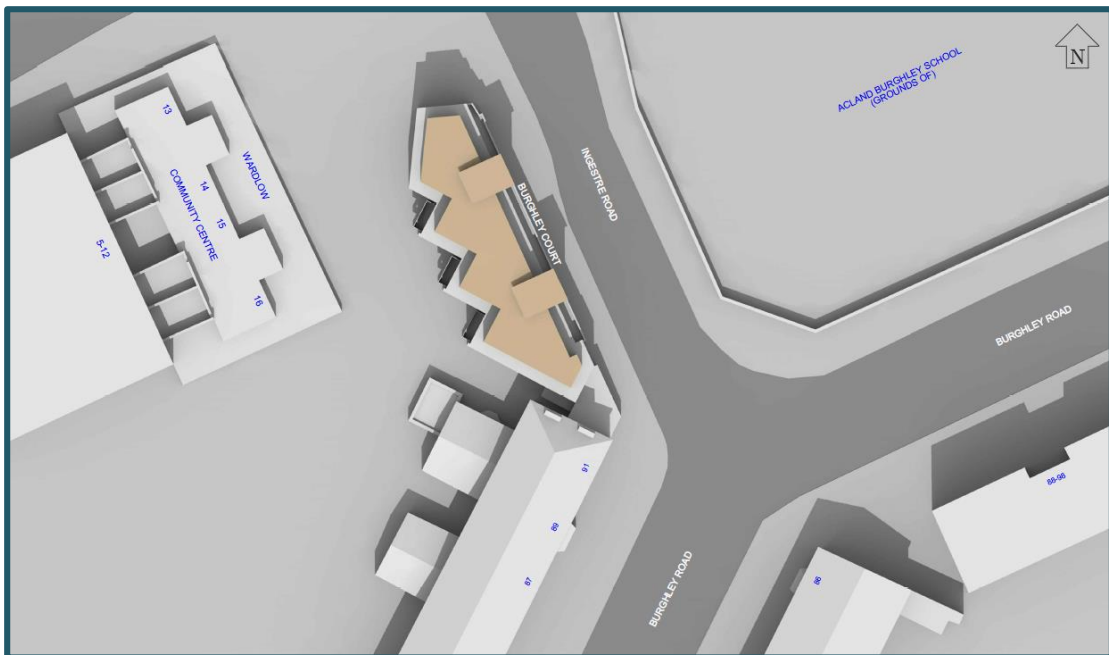 N
ACLAND BURGHLEY SCHOOL
(GROUNDS OF)
13
WARDLOW
INGESTRE ROAD
14
COMMUNITY CENTRE
15
BURGHLEY COURT
5-12
16
BURGHLEY ROAD
91
88-98
89
87
86
BURGHLEY ROAD